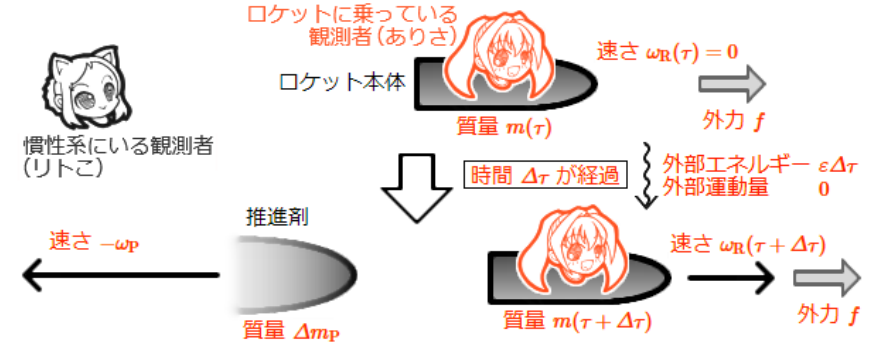 ロケットに乗っている
観測者（ありさ）
速さ ωR(τ) = 0
ロケット本体
質量 m(τ)
外力 f
慣性系にいる観測者
（リトこ）
時間 Δτ が経過
外部エネルギー εΔτ
外部運動量 0
推進剤
速さ −ωP
速さ ωR(τ + Δτ)
質量 ΔmP
質量 m(τ + Δτ)
外力 f